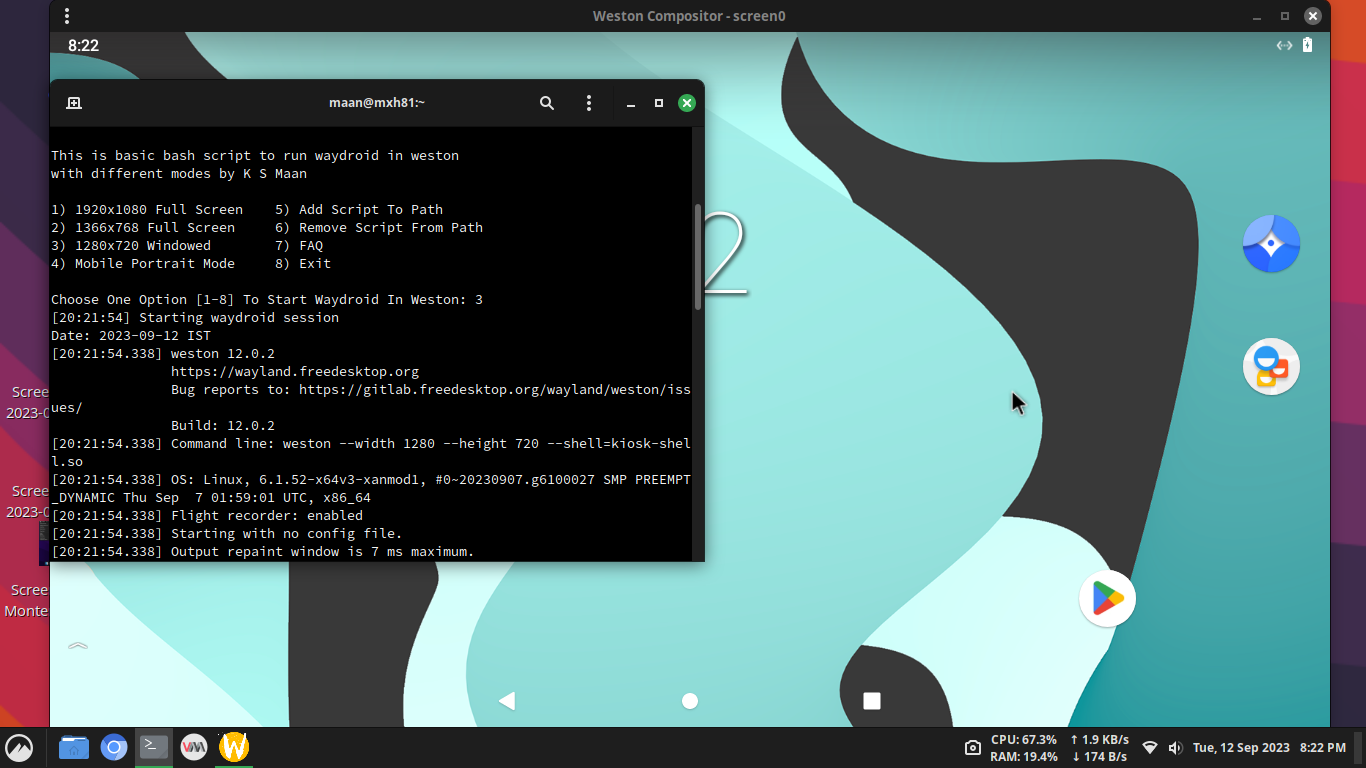 Weston Compositor - screen0
8:22
maan@mxh81:~
This is basic bash script to run waydroid in weston
with different modes by K S Maan
1) 1920x1080 Full Screen    5) Add Script To Path
2) 1366x768 Full Screen     6) Remove Script From Path
3) 1280x720 Windowed        7) FAQ
4) Mobile Portrait Mode     8) Exit
Choose One Option [1-8] To Start Waydroid In Weston: 3
[20:21:54] Starting waydroid session
Date: 2023-09-12 IST
[20:21:54.338] weston 12.0.2
https://wayland.freedesktop.org
Bug reports to: https://gitlab.freedesktop.org/wayland/weston/iss
ues/
Build: 12.0.2
[20:21:54.338] Command line: weston --width 1280 --height 720 --shell=kiosk-shel
l.so
[20:21:54.338] OS: Linux, 6.1.52-x64v3-xanmod1, #0~20230907.g6100027 SMP PREEMPT
_DYNAMIC Thu Sep  7 01:59:01 UTC, x86_64
[20:21:54.338] Flight recorder: enabled
[20:21:54.338] Starting with no config file.
[20:21:54.338] Output repaint window is 7 ms maximum.
2
Scree
2023-0
Scree
2023-0
Scree
Monte
VM
W
CPU: 67.3% ↑ 1.9 KB/s
RAM: 19.4% ↓ 174 B/s
Tue, 12 Sep 2023 8:22 PM